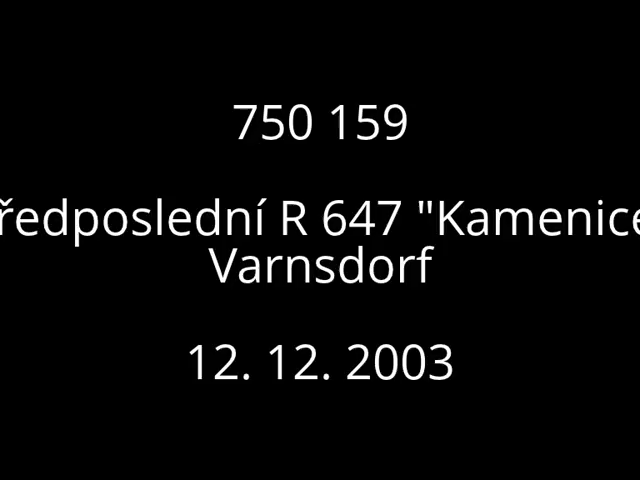 750 159
ředposlední R 647 "Kamenice
Varnsdorf
12. 12. 2003